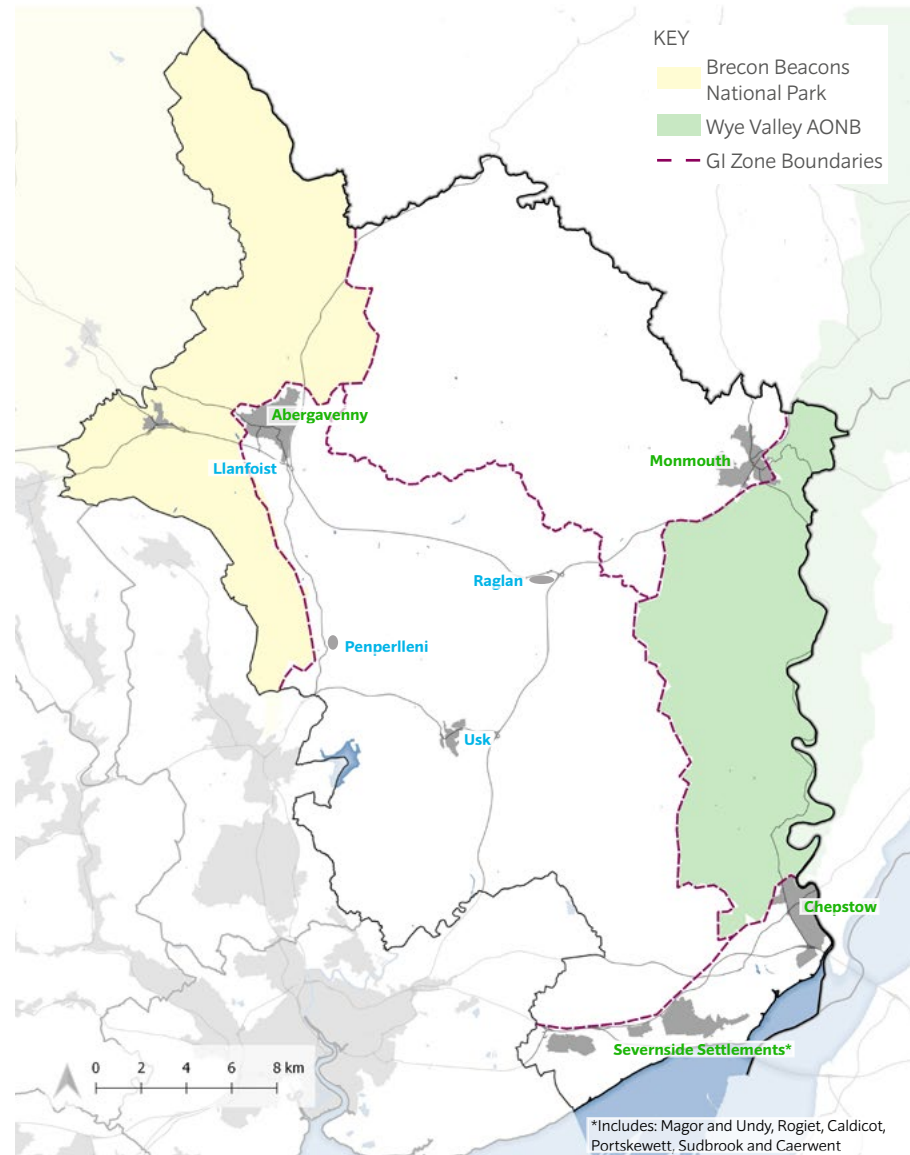 KEY
Brecon Beacons
National Park
Wye Valley AONB
GI Zone Boundaries
Abergavenny
Llanfoist
Monmouth
Raglan
Penperlleni
Usk
Chepstow
Severnside Settlements*
0 2 4 6 8 km
*Includes: Magor and Undy, Rogiet, Caldicot,
Portskewett, Sudbrook and Caerwent